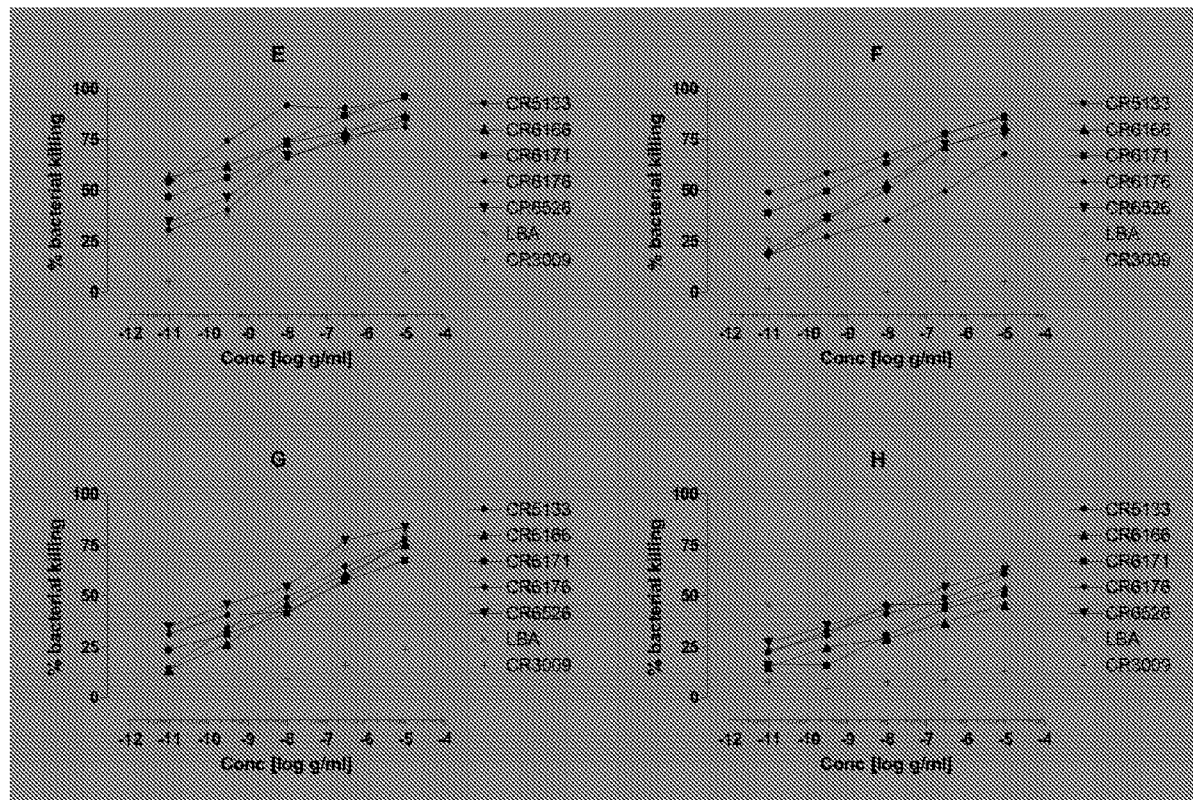 E
100
75
50
25
0
% bacterial killing
-12 -11 -10 -9 -8 -7 -6 -5 -4
Conc [log g/ml]
CR5133
CR6166
CR6171
CR6176
CR6526
LBA
CR3009
F
100
75
50
25
0
% bacterial killing
-12 -11 -10 -9 -8 -7 -6 -5 -4
Conc [log g/ml]
CR5133
CR6166
CR6171
CR6176
CR6526
LBA
CR3009
G
100
75
50
25
0
% bacterial killing
-12 -11 -10 -9 -8 -7 -6 -5 -4
Conc [log g/ml]
CR5133
CR6166
CR6171
CR6176
CR6526
LBA
CR3009
H
100
75
50
25
0
% bacterial killing
-12 -11 -10 -9 -8 -7 -6 -5 -4
Conc [log g/ml]
CR5133
CR6166
CR6171
CR6176
CR6526
LBA
CR3009